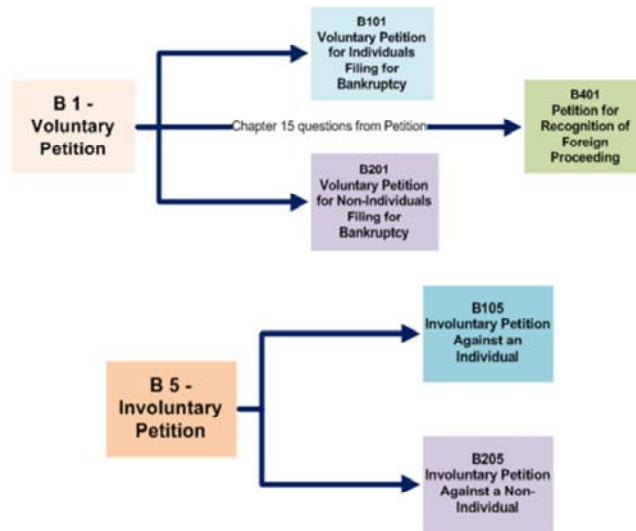 B101
Voluntary Petition
for Individuals
Filing for
Bankruptcy
B 1 -
Voluntary
Petition
Chapter 15 questions from Petition
B401
Petition for
Recognition of
Foreign
Proceeding
B201
Voluntary Petition
for Non-Individuals
Filing for
Bankruptcy
B105
Involuntary Petition
Against an
Individual
B 5 -
Involuntary
Petition
B205
Involuntary Petition
Against a Non-
Individual